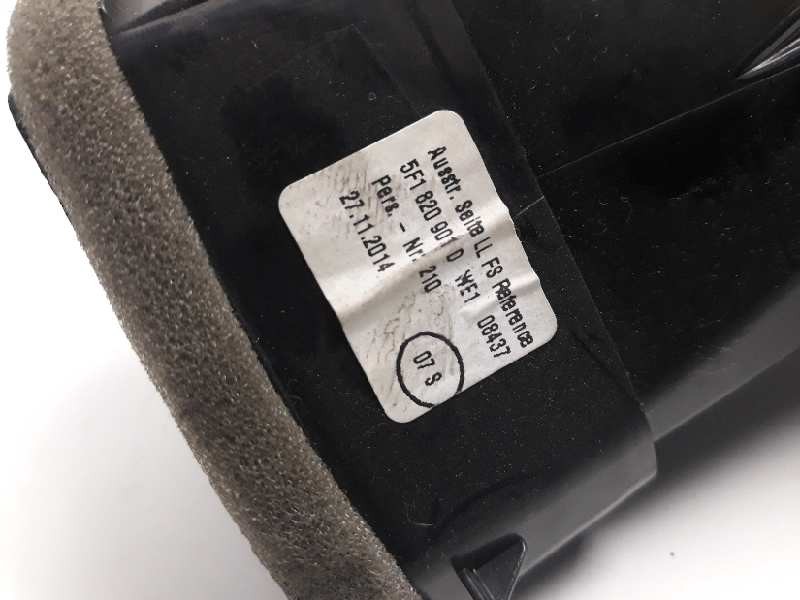 Ausstr. Seite LL FS Reference
5F1 820 901 D WE1 08437
Pers. - Nr. 210
27.11.2014
07 S